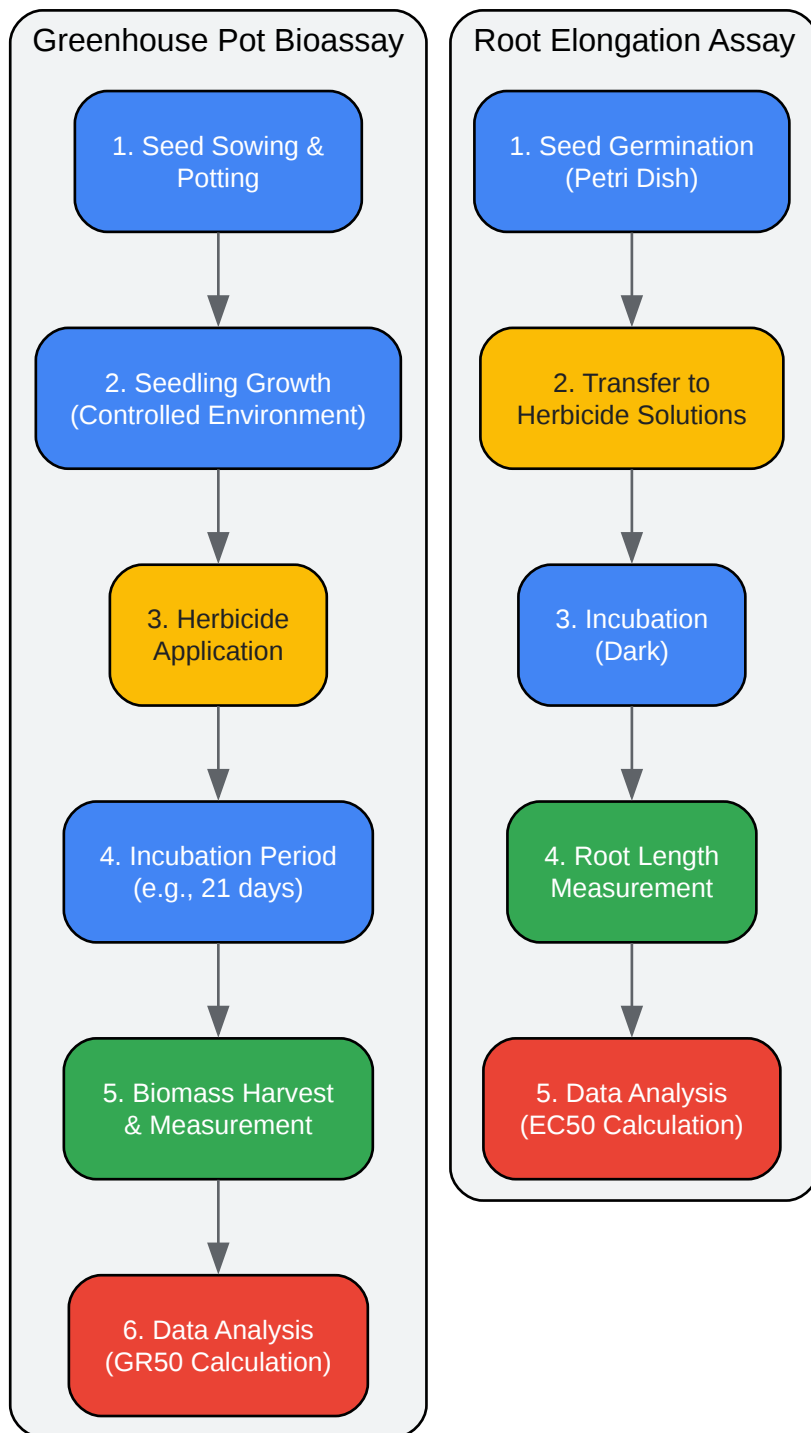 Greenhouse Pot Bioassay
1. Seed Sowing &
Potting
2. Seedling Growth
(Controlled Environment)
3. Herbicide
Application
4. Incubation Period
(e.g., 21 days)
5. Biomass Harvest
& Measurement
6. Data Analysis
(GR50 Calculation)
Root Elongation Assay
1. Seed Germination
(Petri Dish)
2. Transfer to
Herbicide Solutions
3. Incubation
(Dark)
4. Root Length
Measurement
5. Data Analysis
(EC50 Calculation)